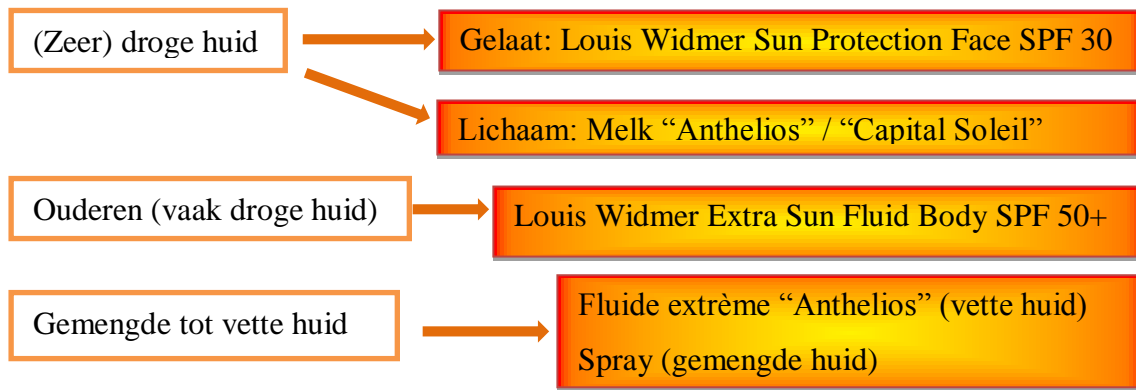 (Zeer) droge huid
Gelaat: Louis Widmer Sun Protection Face SPF 30
Lichaam: Melk “Anthelios” / “Capital Soleil”
Ouderen (vaak droge huid)
Louis Widmer Extra Sun Fluid Body SPF 50+
Gemengde tot vette huid
Fluide extrème “Anthelios” (vette huid)
Spray (gemengde huid)